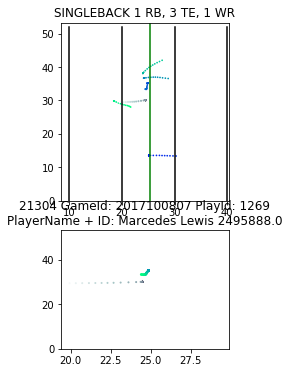 SINGLEBACK 1 RB, 3 TE, 1 WR
50
40
30
20
10
0
10 20 30 40
21304 GameId: 2017100807 PlayId: 1269
PlayerName + ID: Marcedes Lewis 2495888.0
40
20
0
20.0 22.5 25.0 27.5